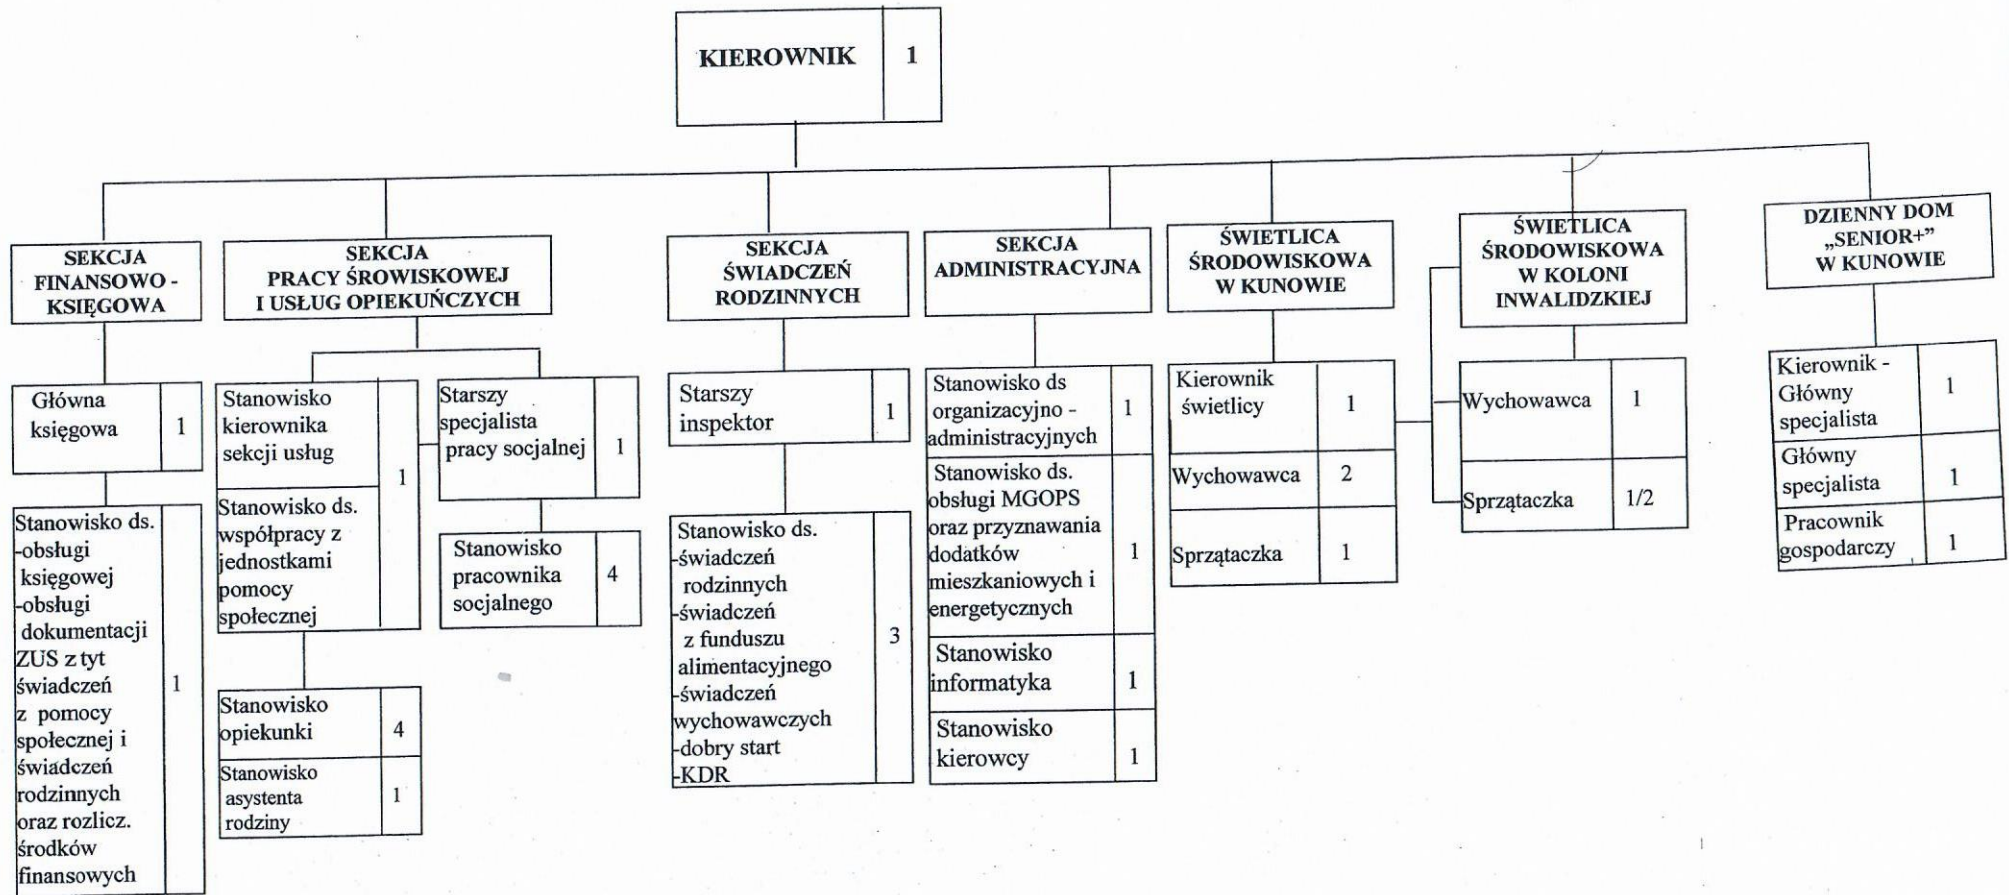 KIEROWNIK 1
SEKCJA
FINANSOWO -
KSIĘGOWA
Główna
księgowa 1
Stanowisko ds.
-obsługi
księgowej
-obsługi
dokumentacji
ZUS z tyt
świadczeń
z pomocy
społecznej i
świadczeń
rodzinnych
oraz rozlicz.
środków
finansowych
1
SEKCJA
PRACY ŚROWISKOWEJ
I USŁUG OPIEKUŃCZYCH
Stanowisko
kierownika
sekcji usług
1
Stanowisko ds.
współpracy z
jednostkami
pomocy
społecznej
Stanowisko
opiekunki 4
Stanowisko
asystenta 1
rodziny
Starszy
specjalista
pracy socjalnej 1
Stanowisko
pracownika 4
socjalnego
SEKCJA
ŚWIADCZEŃ
RODZINNYCH
Starszy
inspektor 1
Stanowisko ds.
-świadczeń
rodzinnych
-świadczeń
z funduszu 3
alimentacyjnego
-świadczeń
wychowawczych
-dobry start
-KDR
SEKCJA
ADMINISTRACYJNA
Stanowisko ds
organizacyjno - 1
administracyjnych
Stanowisko ds.
obsługi MGOPS
oraz przyznawania
dodatków 1
mieszkaniowych i
energetycznych
Stanowisko
informatyka 1
Stanowisko
kierowcy 1
ŚWIETLICA
ŚRODOWISKOWA
W KUNOWIE
Kierownik
świetlicy 1
Wychowawca 2
Sprzątaczka 1
ŚWIETLICA
ŚRODOWISKOWA
W KOLONI
INWALIDZKIEJ
Wychowawca 1
Sprzątaczka 1/2
DZIENNY DOM
„SENIOR+”
W KUNOWIE
Kierownik -
Główny 1
specjalista
Główny
specjalista 1
Pracownik
gospodarczy 1